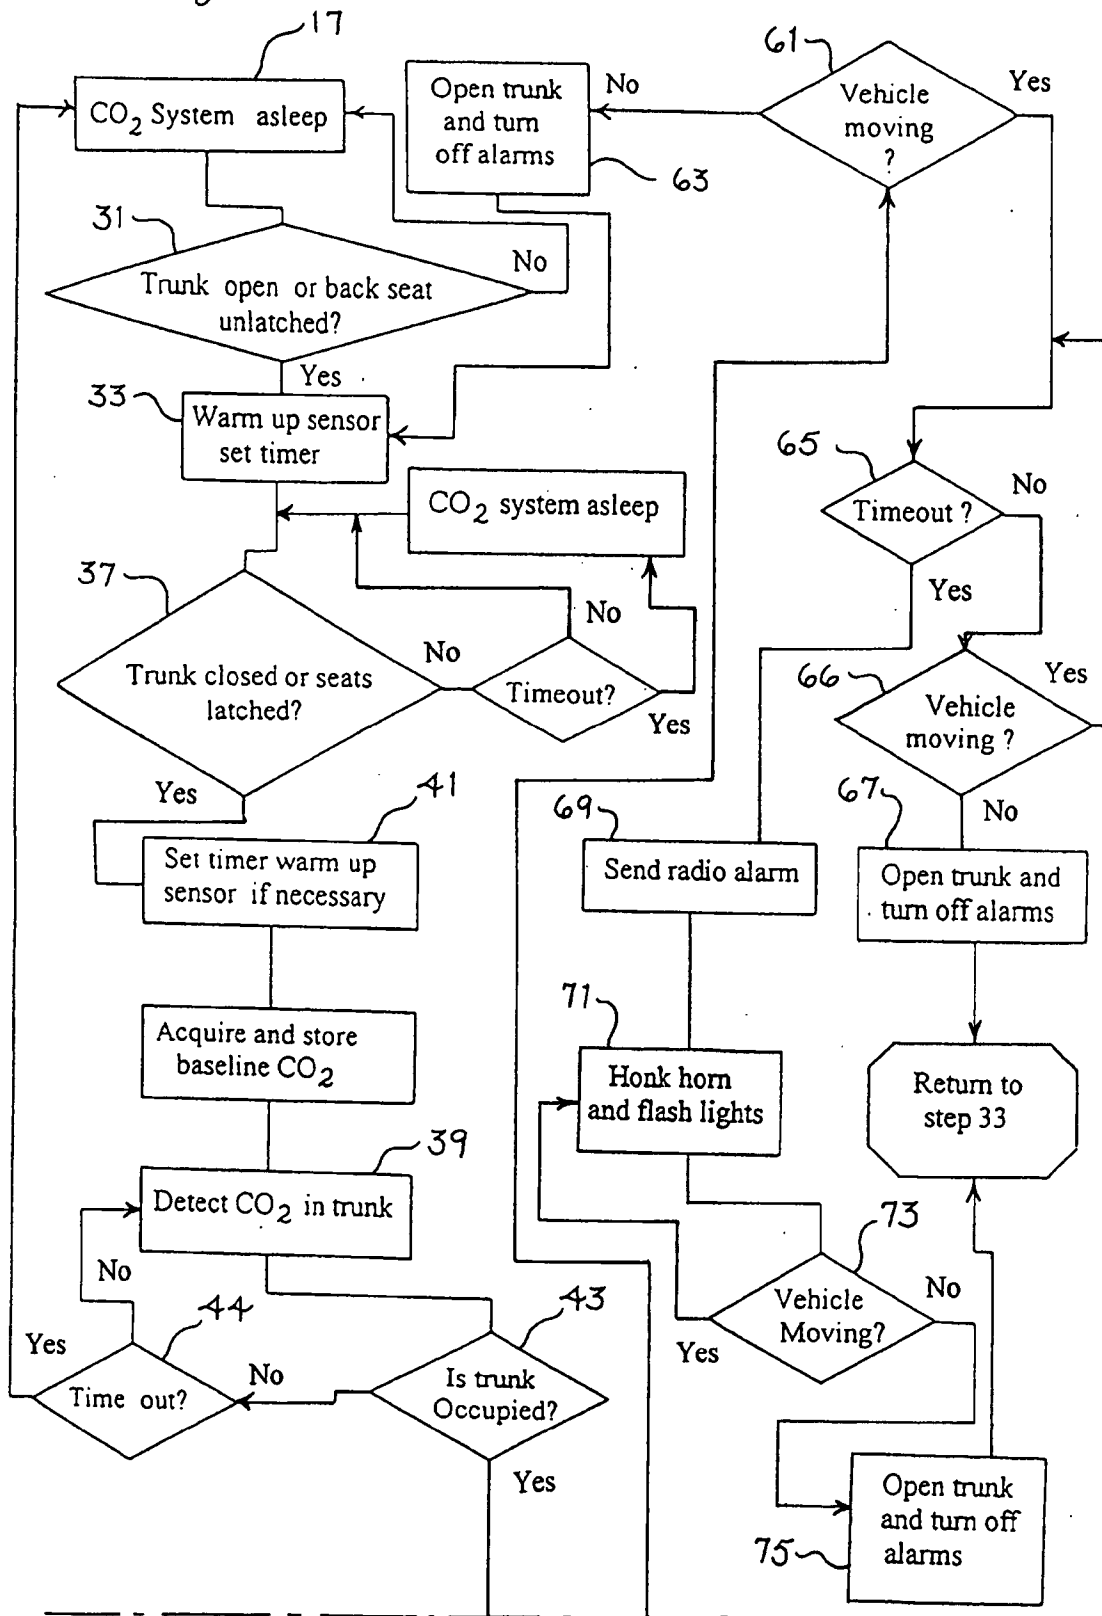 17
CO2 System asleep
31
Trunk open or back seat
unlatched?
No
Yes
33
Warm up sensor
set timer
CO2 system asleep
37
Trunk closed or seats
latched?
No
Timeout?
No
Yes
Yes
41
Set timer warm up
sensor if necessary
Acquire and store
baseline CO2
39
Detect CO2 in trunk
No
44
Yes
Time out?
No
43
Is trunk
Occupied?
Yes
Open trunk
and turn
off alarms
63
No
61
Vehicle
moving
?
Yes
65
Timeout ?
No
Yes
66
Vehicle
moving ?
Yes
No
67
Open trunk and
turn off alarms
Return to
step 33
69
Send radio alarm
71
Honk horn
and flash lights
73
Vehicle
Moving?
Yes
No
75
Open trunk
and turn off
alarms